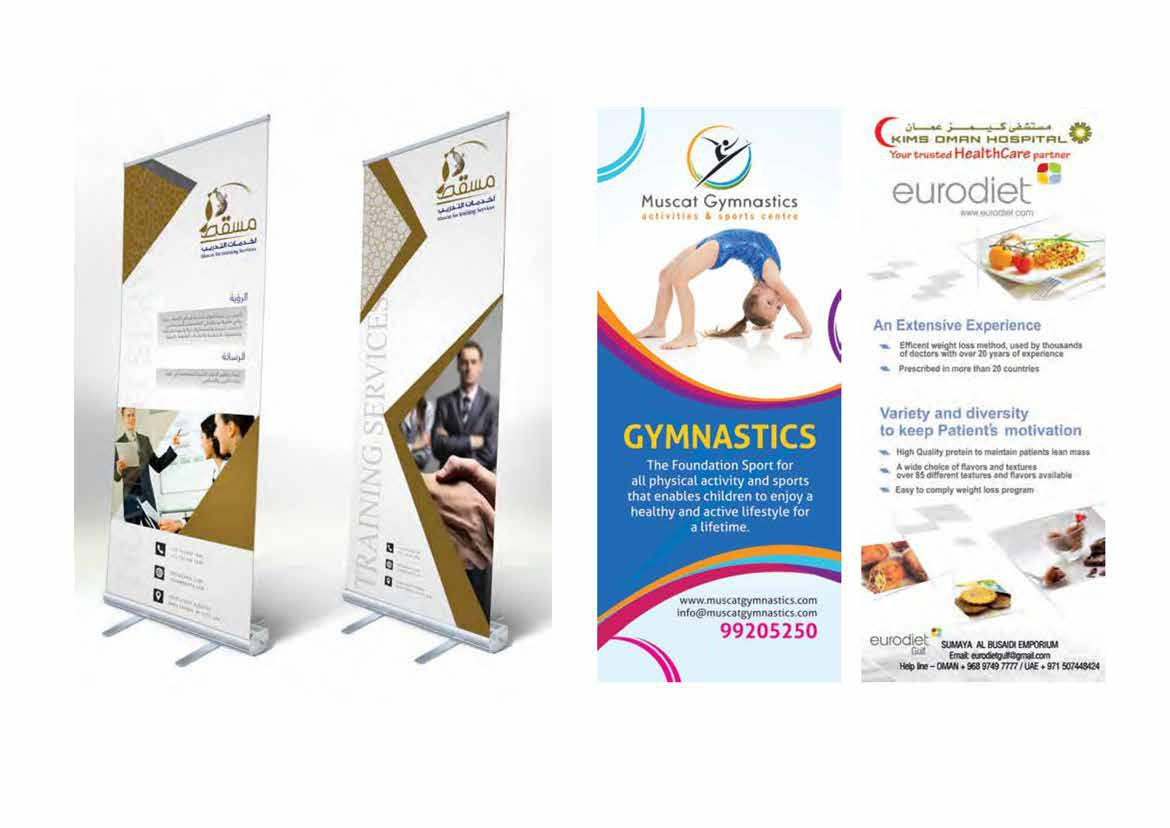 مسقط
لخدمات التدريب
Muscat for training Services
الرؤية
الرسالة
مسقط
لخدمات التدريب
Muscat for training Services
TRAINING SERVICES
Muscat Gymnastics
activities & sports centre
GYMNASTICS
The Foundation Sport for
all physical activity and sports
that enables children to enjoy a
healthy and active lifestyle for
a lifetime.
www.muscatgymnastics.com
info@muscatgymnastics.com
99205250
مستشفى كيمز عمان
KIMS OMAN HOSPITAL
Your trusted HealthCare partner
eurodiet
www.eurodiet.com
An Extensive Experience
Efficent weight loss method, used by thousands
of doctors with over 20 years of experience
Prescribed in more than 20 countries
Variety and diversity
to keep Patient's motivation
High Quality protein to maintain patients lean mass
A wide choice of flavors and textures
over 85 different textures and flavors available
Easy to comply weight loss program
eurodiet
Gulf
SUMAYA AL BUSAIDI EMPORIUM
Email: eurodietgulf@gmail.com
Help line – OMAN + 968 9749 7777 / UAE + 971 507448424